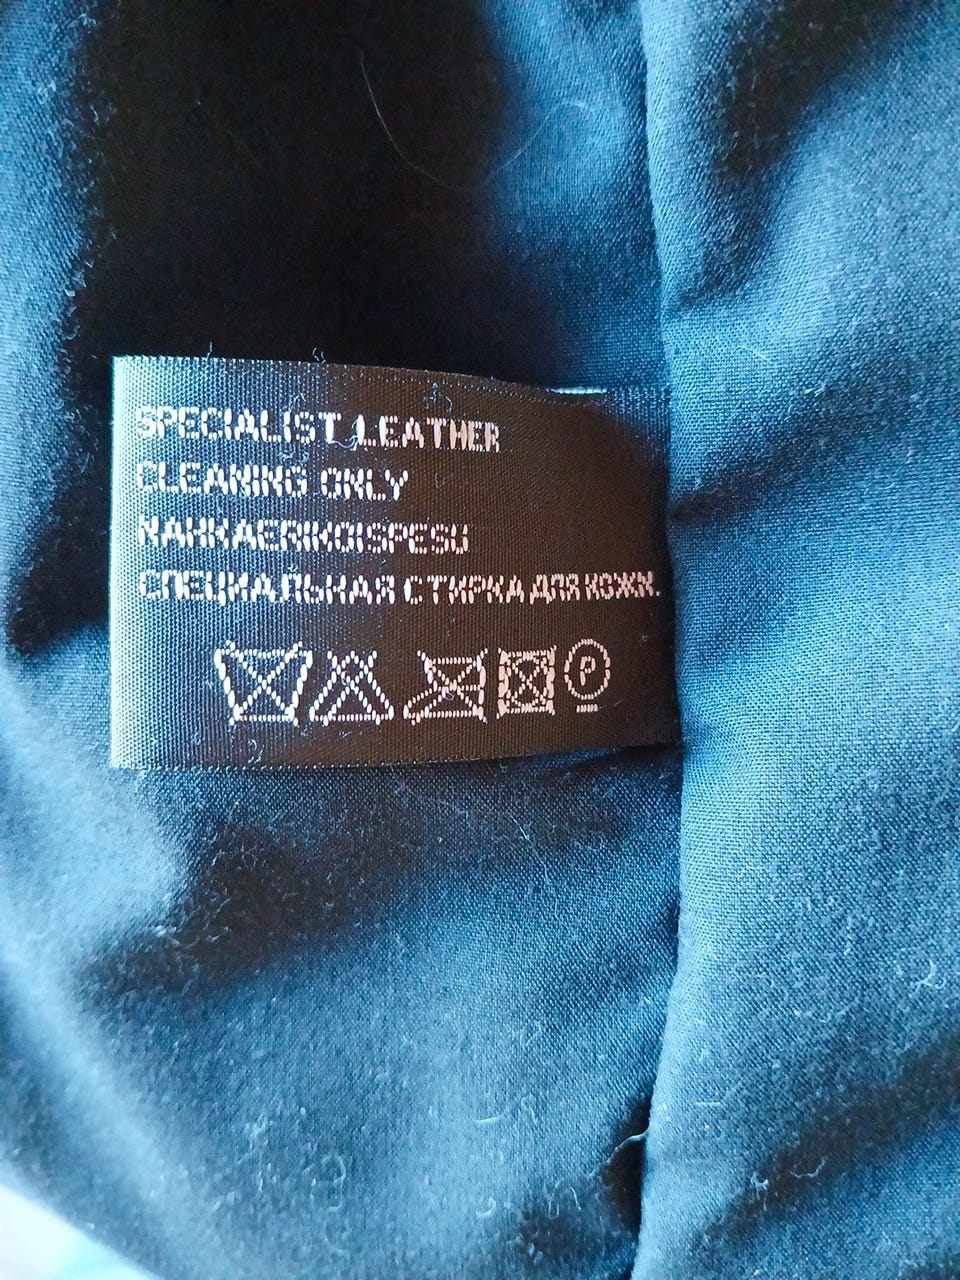 SPECIALIST LEATHER
CLEANING ONLY
NAHKAERIKOISPESU
СПЕЦИАЛЬНАЯ СТИРКА ДЛЯ КОЖИ.
P